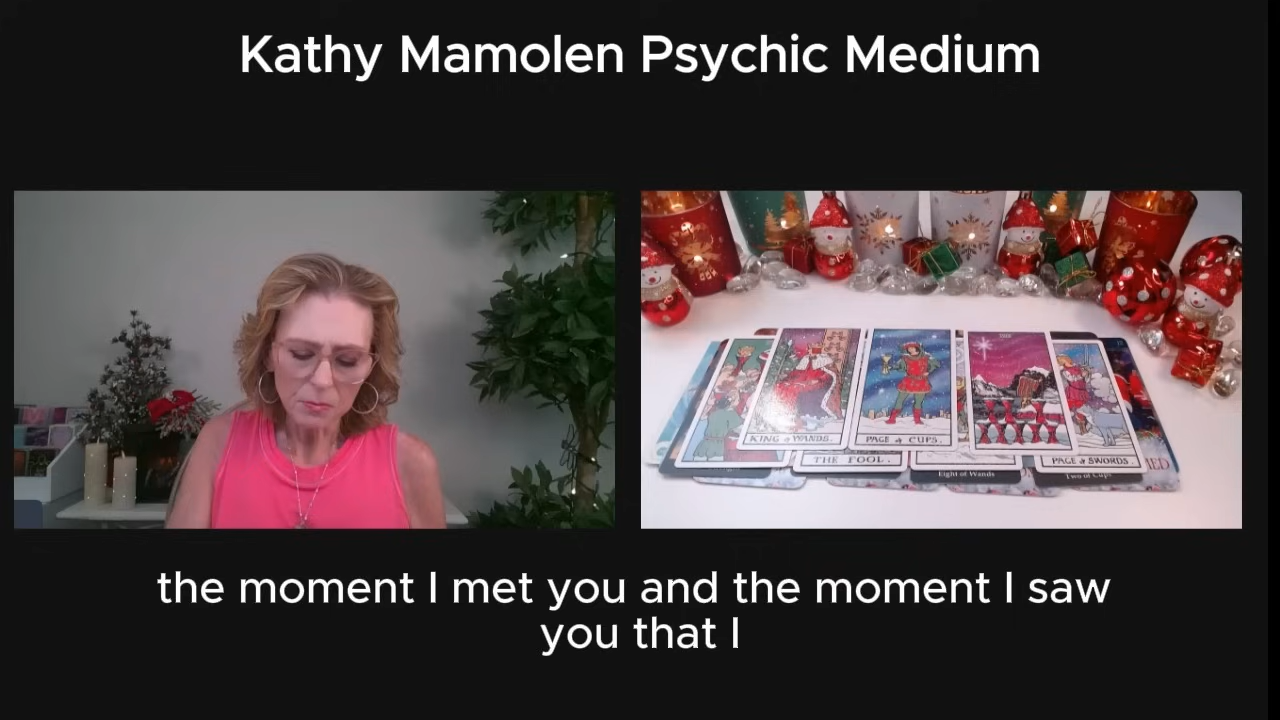 Kathy Mamolen Psychic Medium
KING of WANDS.
PAGE of CUPS.
THE FOOL.
PAGE of SWORDS.
Eight of Wands
Two of Cups
the moment I met you and the moment I saw
you that I